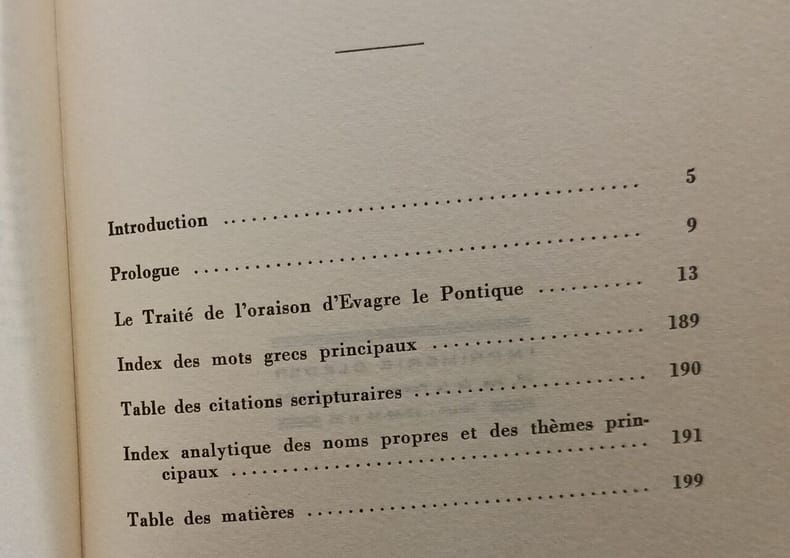 Introduction ........................................ 5
Prologue ........................................ 9
Le Traité de l'oraison d'Evagre le Pontique .......... 13
Index des mots grecs principaux .................... 189
Table des citations scripturaires .................... 190
Index analytique des noms propres et des thèmes prin-
cipaux ........................................ 191
Table des matières .............................. 199